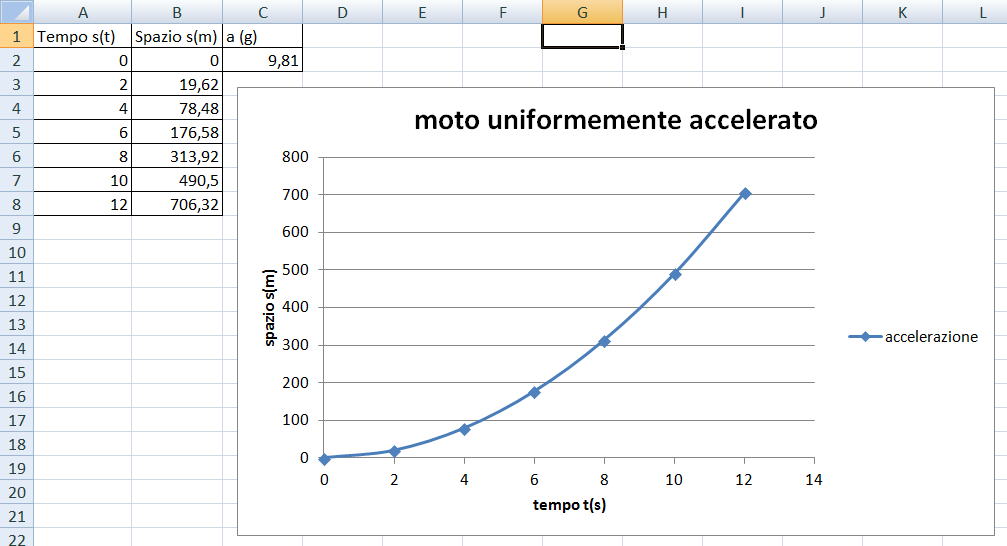 A B C D E F G H I J K L
1 Tempo s(t) Spazio s(m) a (g)
2 0 0 9,81
3 2 19,62
4 4 78,48
5 6 176,58
6 8 313,92
7 10 490,5
8 12 706,32
9
10
11
12
13
14
15
16
17
18
19
20
21
22
moto uniformemente accelerato
800
700
600
500
400
300
200
100
0
spazio s(m)
0 2 4 6 8 10 12 14
tempo t(s)
accelerazione